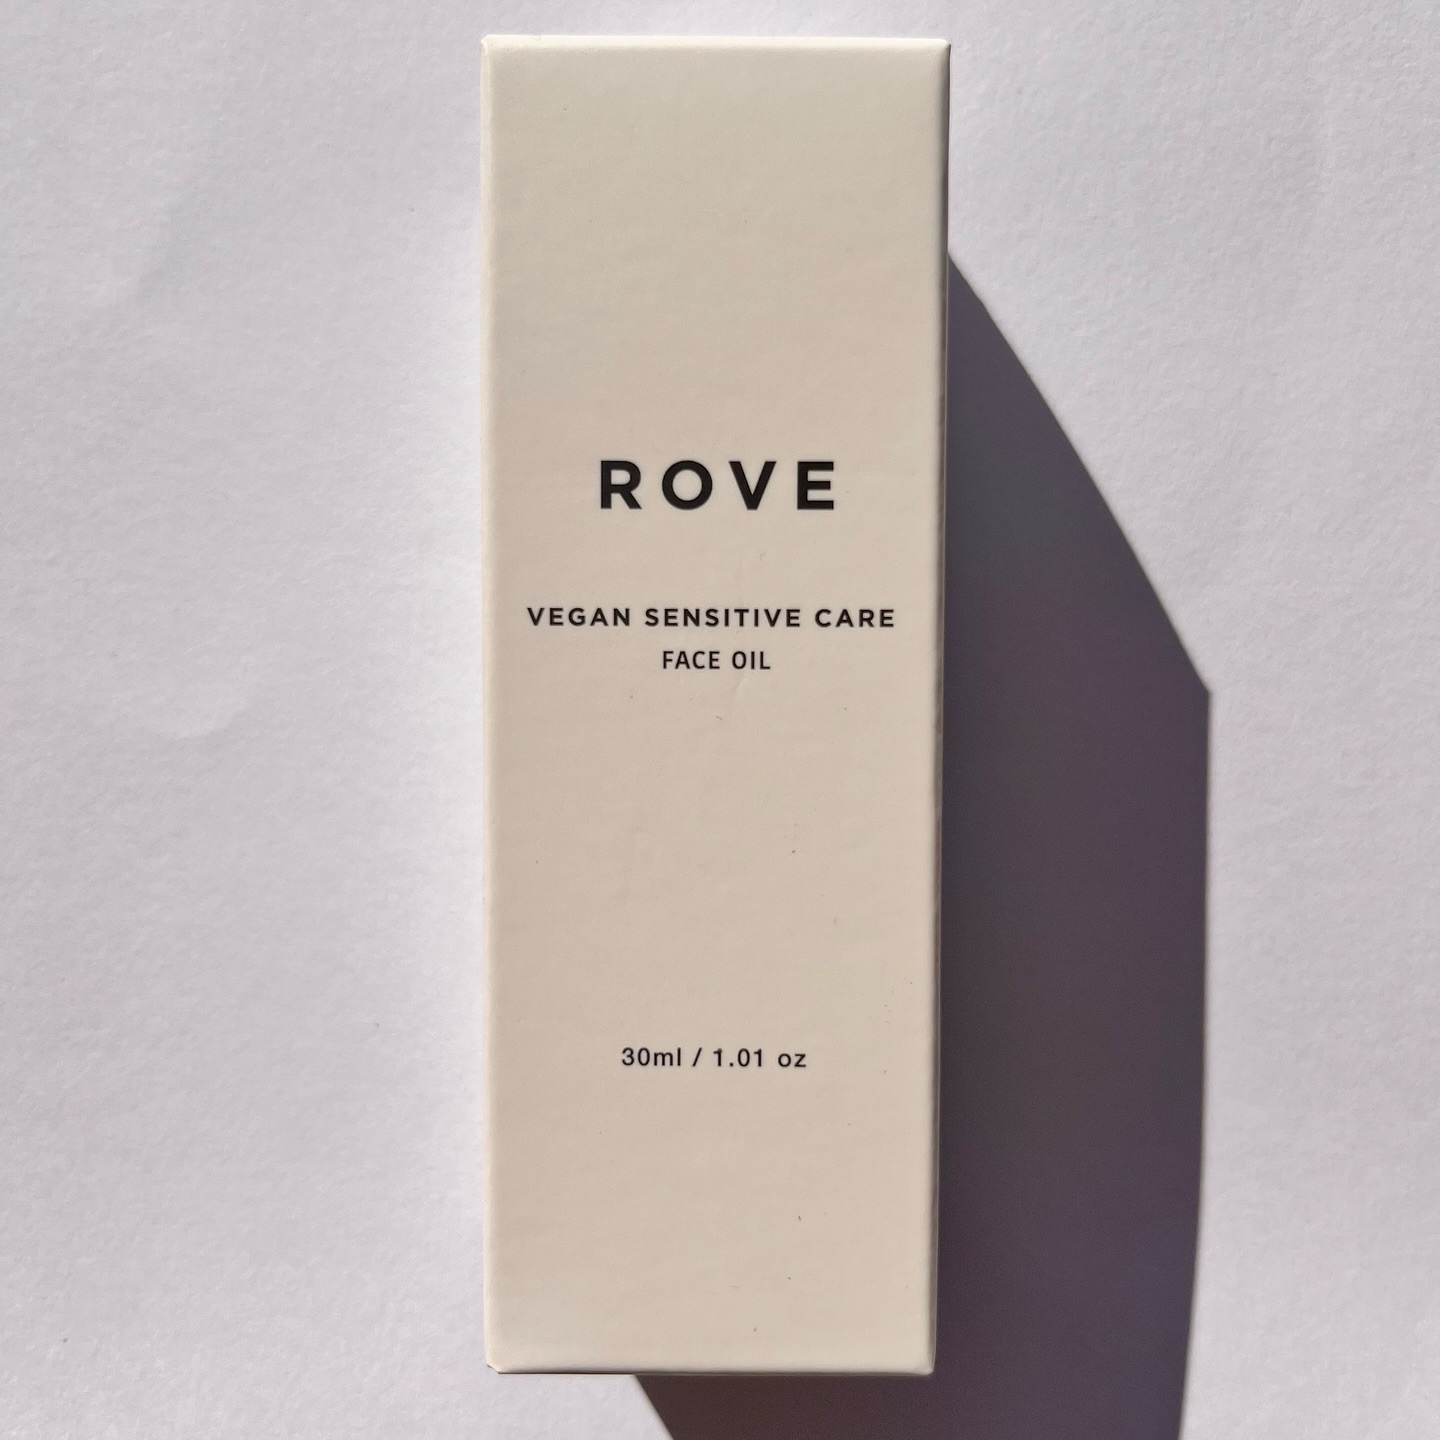 ROVE
VEGAN SENSITIVE CARE
FACE OIL
30ml / 1.01 oz